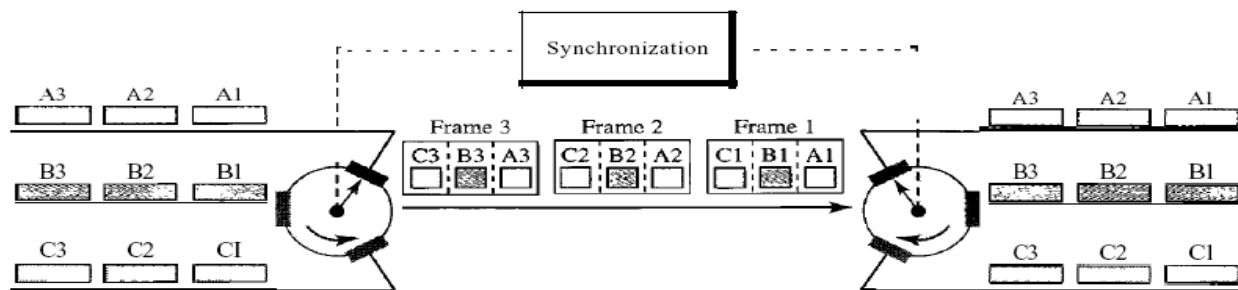 Synchronization
A3 A2 A1
A3 A2 A1
Frame 3 Frame 2 Frame 1
C3 B3 A3 C2 B2 A2 C1 B1 A1
B3 B2 B1
B3 B2 B1
C3 C2 CI
C3 C2 C1